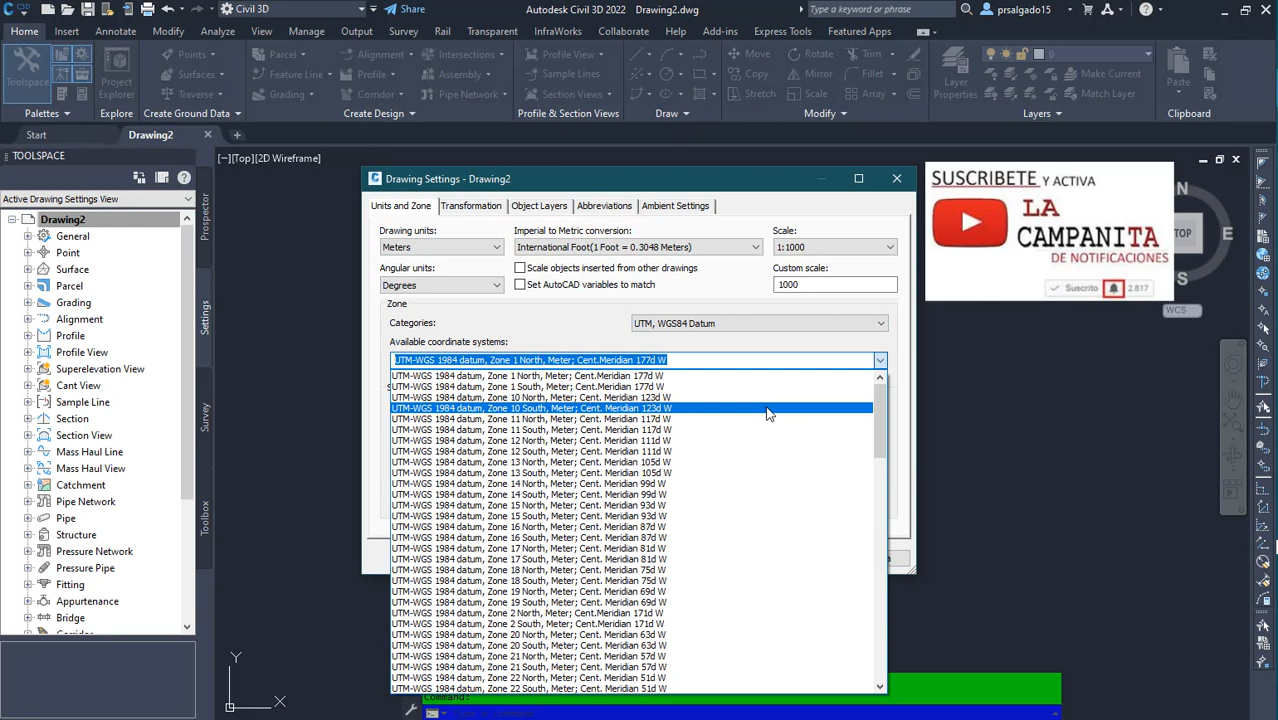 C3D
Civil 3D
Share
Autodesk Civil 3D 2022 Drawing2.dwg
Type a keyword or phrase
prsalgado15
Home Insert Annotate Modify Analyze View Manage Output Survey Rail Transparent InfraWorks Collaborate Help Add-ins Express Tools Featured Apps
Toolspace
Project Explorer
Points
Surfaces
Traverse
Parcel
Feature Line
Grading
Alignment
Profile
Corridor
Intersections
Assembly
Pipe Network
Profile View
Sample Lines
Section Views
Move
Rotate
Trim
Copy
Mirror
Fillet
Stretch
Scale
Array
Layer Properties
0
Make Current
Match Layer
Paste
Palettes
Explore
Create Ground Data
Create Design
Profile & Section Views
Draw
Modify
Layers
Clipboard
Start
Drawing2
TOOLSPACE
[−][Top][2D Wireframe]
Active Drawing Settings View
Drawing2
General
Point
Surface
Parcel
Grading
Alignment
Profile
Profile View
Superelevation View
Cant View
Sample Line
Section
Section View
Mass Haul Line
Mass Haul View
Catchment
Pipe Network
Pipe
Structure
Pressure Network
Pressure Pipe
Fitting
Appurtenance
Bridge
Corridor
Prospector
Settings
Survey
Toolbox
Drawing Settings - Drawing2
Units and Zone
Transformation
Object Layers
Abbreviations
Ambient Settings
Drawing units:
Imperial to Metric conversion:
Scale:
Meters
International Foot(1 Foot = 0.3048 Meters)
1:1000
Angular units:
Scale objects inserted from other drawings
Custom scale:
Degrees
Set AutoCAD variables to match
1000
Zone
Categories:
UTM, WGS84 Datum
Available coordinate systems:
UTM-WGS 1984 datum, Zone 1 North, Meter; Cent.Meridian 177d W
UTM-WGS 1984 datum, Zone 1 North, Meter; Cent.Meridian 177d W
UTM-WGS 1984 datum, Zone 1 South, Meter; Cent.Meridian 177d W
UTM-WGS 1984 datum, Zone 10 North, Meter; Cent. Meridian 123d W
UTM-WGS 1984 datum, Zone 10 South, Meter; Cent. Meridian 123d W
UTM-WGS 1984 datum, Zone 11 North, Meter; Cent. Meridian 117d W
UTM-WGS 1984 datum, Zone 11 South, Meter; Cent. Meridian 117d W
UTM-WGS 1984 datum, Zone 12 North, Meter; Cent. Meridian 111d W
UTM-WGS 1984 datum, Zone 12 South, Meter; Cent. Meridian 111d W
UTM-WGS 1984 datum, Zone 13 North, Meter; Cent. Meridian 105d W
UTM-WGS 1984 datum, Zone 13 South, Meter; Cent. Meridian 105d W
UTM-WGS 1984 datum, Zone 14 North, Meter; Cent. Meridian 99d W
UTM-WGS 1984 datum, Zone 14 South, Meter; Cent. Meridian 99d W
UTM-WGS 1984 datum, Zone 15 North, Meter; Cent. Meridian 93d W
UTM-WGS 1984 datum, Zone 15 South, Meter; Cent. Meridian 93d W
UTM-WGS 1984 datum, Zone 16 North, Meter; Cent. Meridian 87d W
UTM-WGS 1984 datum, Zone 16 South, Meter; Cent. Meridian 87d W
UTM-WGS 1984 datum, Zone 17 North, Meter; Cent. Meridian 81d W
UTM-WGS 1984 datum, Zone 17 South, Meter; Cent. Meridian 81d W
UTM-WGS 1984 datum, Zone 18 North, Meter; Cent. Meridian 75d W
UTM-WGS 1984 datum, Zone 18 South, Meter; Cent. Meridian 75d W
UTM-WGS 1984 datum, Zone 19 North, Meter; Cent. Meridian 69d W
UTM-WGS 1984 datum, Zone 19 South, Meter; Cent. Meridian 69d W
UTM-WGS 1984 datum, Zone 2 North, Meter; Cent.Meridian 171d W
UTM-WGS 1984 datum, Zone 2 South, Meter; Cent.Meridian 171d W
UTM-WGS 1984 datum, Zone 20 North, Meter; Cent. Meridian 63d W
UTM-WGS 1984 datum, Zone 20 South, Meter; Cent. Meridian 63d W
UTM-WGS 1984 datum, Zone 21 North, Meter; Cent. Meridian 57d W
UTM-WGS 1984 datum, Zone 21 South, Meter; Cent. Meridian 57d W
UTM-WGS 1984 datum, Zone 22 North, Meter; Cent. Meridian 51d W
UTM-WGS 1984 datum, Zone 22 South, Meter; Cent. Meridian 51d W
SUSCRIBETE Y ACTIVA
LA
CAMPANITA
DE NOTIFICACIONES
Suscrito 2.817
N
TOP
E
S
WCS
Y
X
Command: